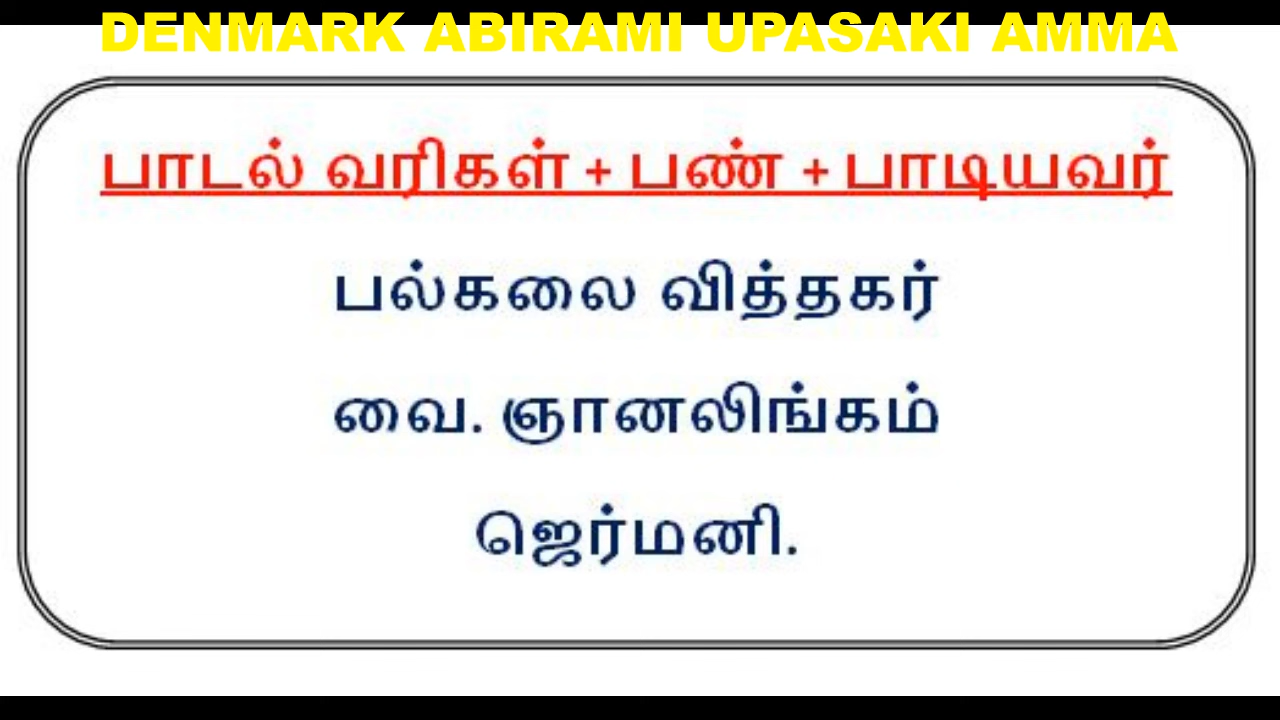 DENMARK ABIRAMI UPASAKI AMMA
பாடல் வரிகள் + பண் + பாடியவர்
பல்கலை வித்தகர்
வை. ஞானலிங்கம்
ஜெர்மனி.